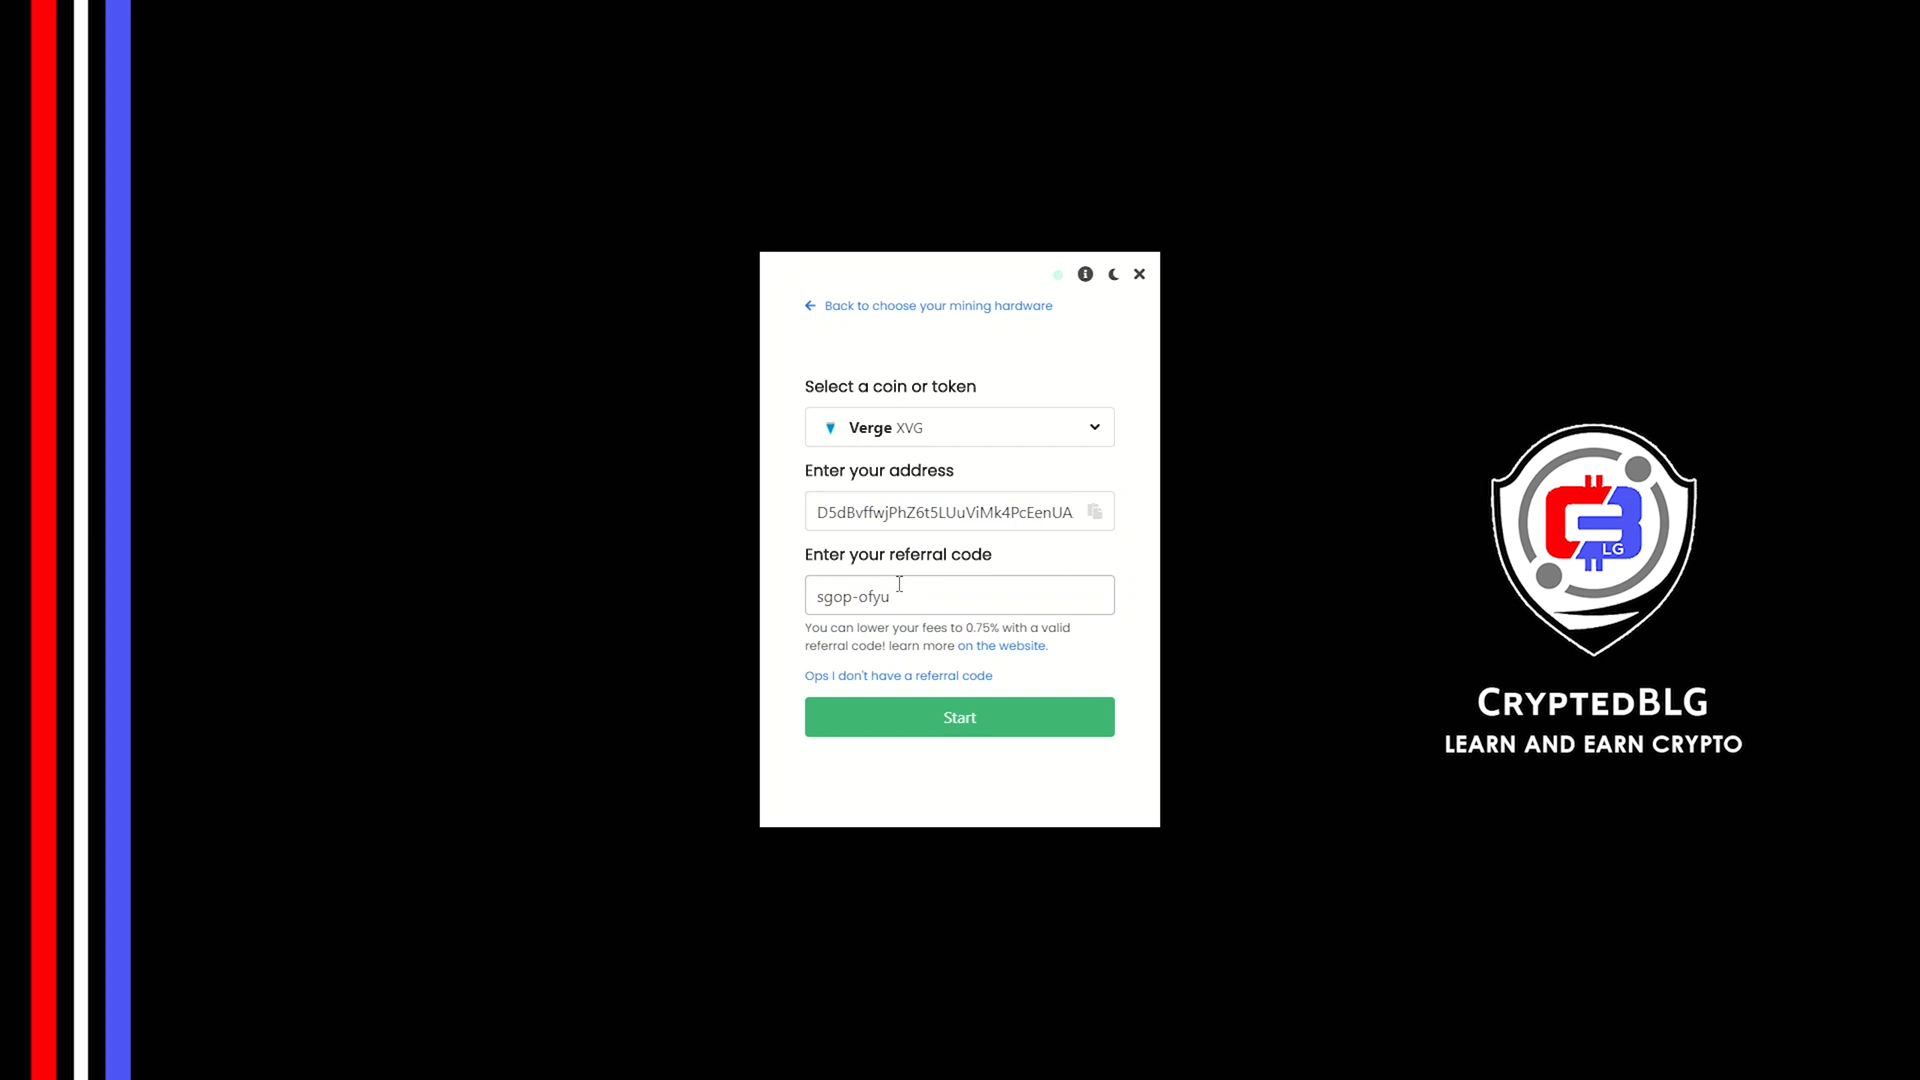 Back to choose your mining hardware
Select a coin or token
Verge XVG
Enter your address
D5dBvffwjPhZ6t5LUuViMk4PcEenUA
Enter your referral code
sgop-ofyu
You can lower your fees to 0.75% with a valid
referral code! learn more on the website.
Ops I don't have a referral code
Start
LG
CRYPTEDBLG
LEARN AND EARN CRYPTO